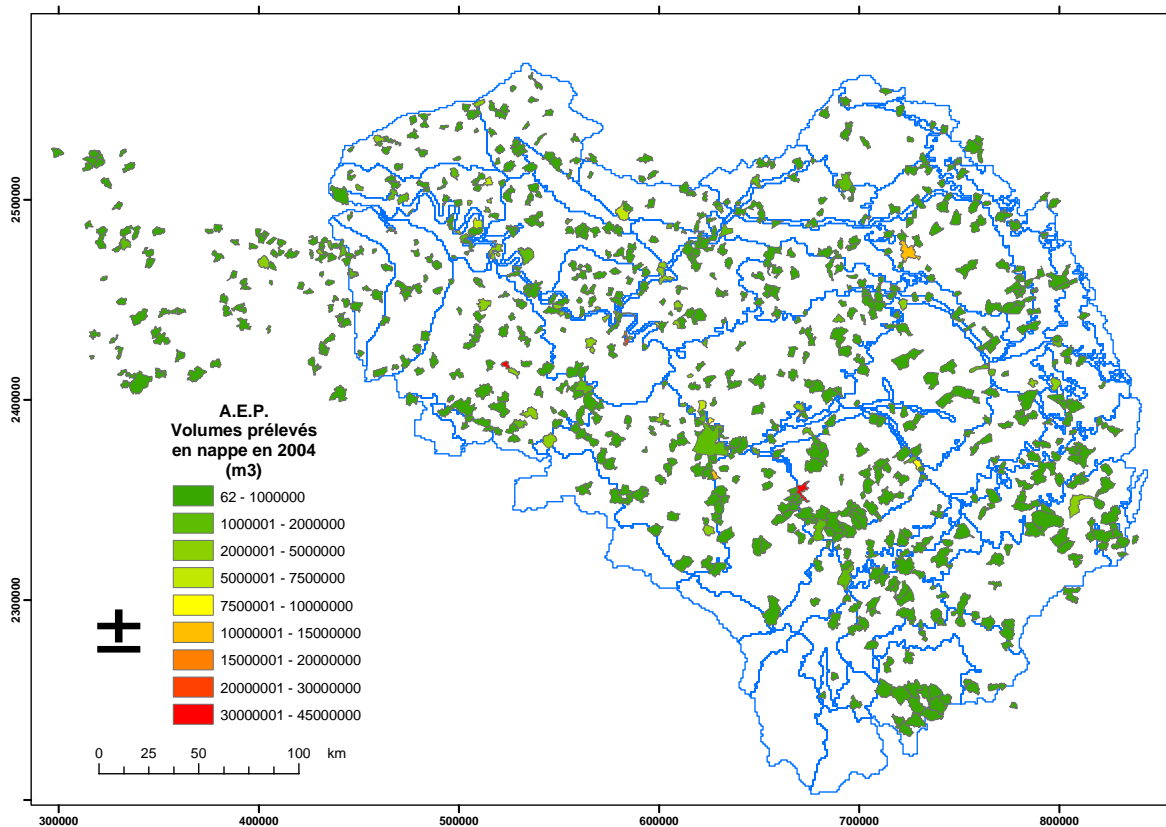 2500000
2400000
2300000
A.E.P.
Volumes prélevés
en nappe en 2004
(m3)
62 - 1000000
1000001 - 2000000
2000001 - 5000000
5000001 - 7500000
7500001 - 10000000
10000001 - 15000000
15000001 - 20000000
20000001 - 30000000
30000001 - 45000000
0 25 50 100 km
300000 400000 500000 600000 700000 800000